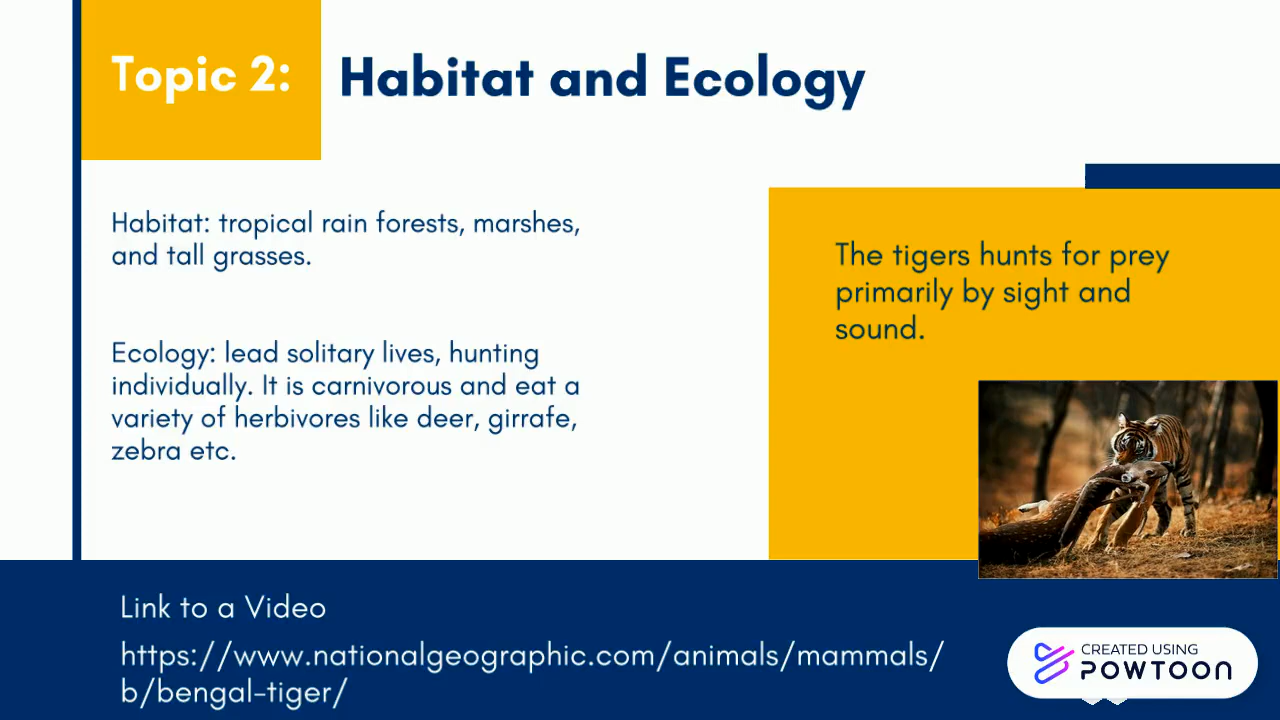 Topic 2:
Habitat and Ecology
Habitat: tropical rain forests, marshes,
and tall grasses.
Ecology: lead solitary lives, hunting
individually. It is carnivorous and eat a
variety of herbivores like deer, girrafe,
zebra etc.
The tigers hunts for prey
primarily by sight and
sound.
Link to a Video
https://www.nationalgeographic.com/animals/mammals/
b/bengal-tiger/
CREATED USING
POWTOON